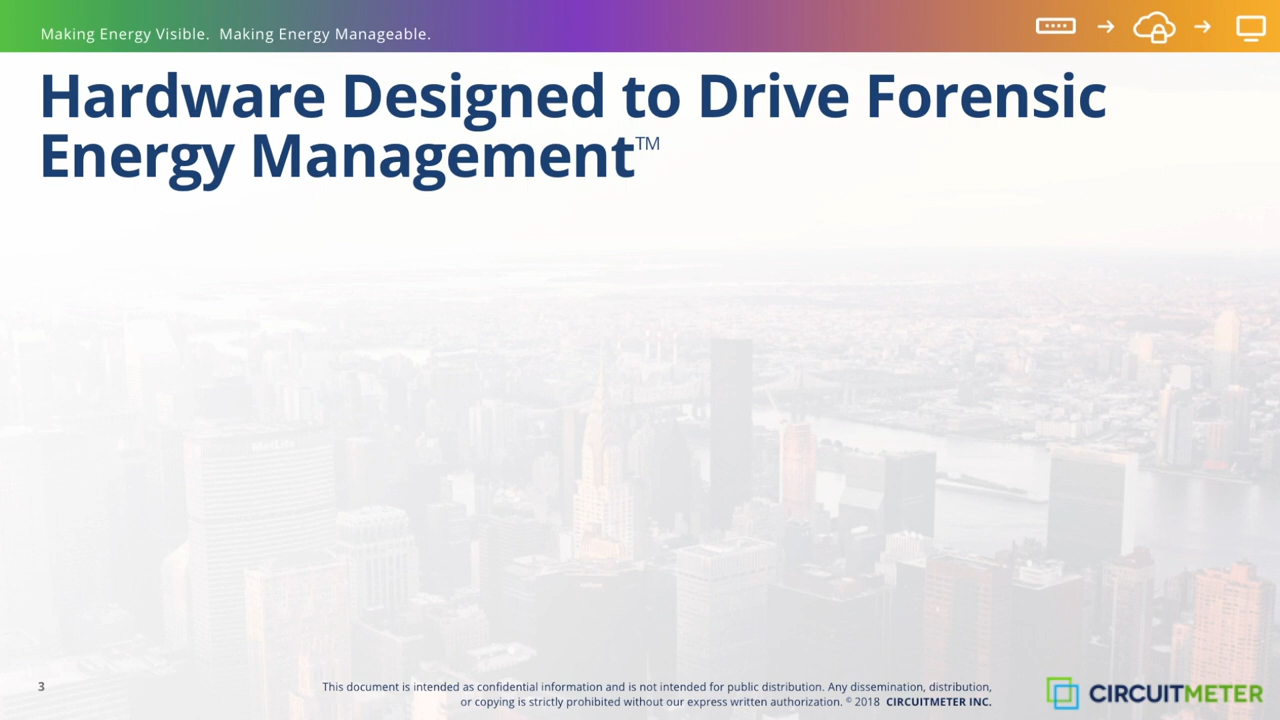 Making Energy Visible.  Making Energy Manageable.
Hardware Designed to Drive Forensic
Energy Management™
MetLife
3
This document is intended as confidential information and is not intended for public distribution. Any dissemination, distribution,
or copying is strictly prohibited without our express written authorization. © 2018  CIRCUITMETER INC.
CIRCUITMETER